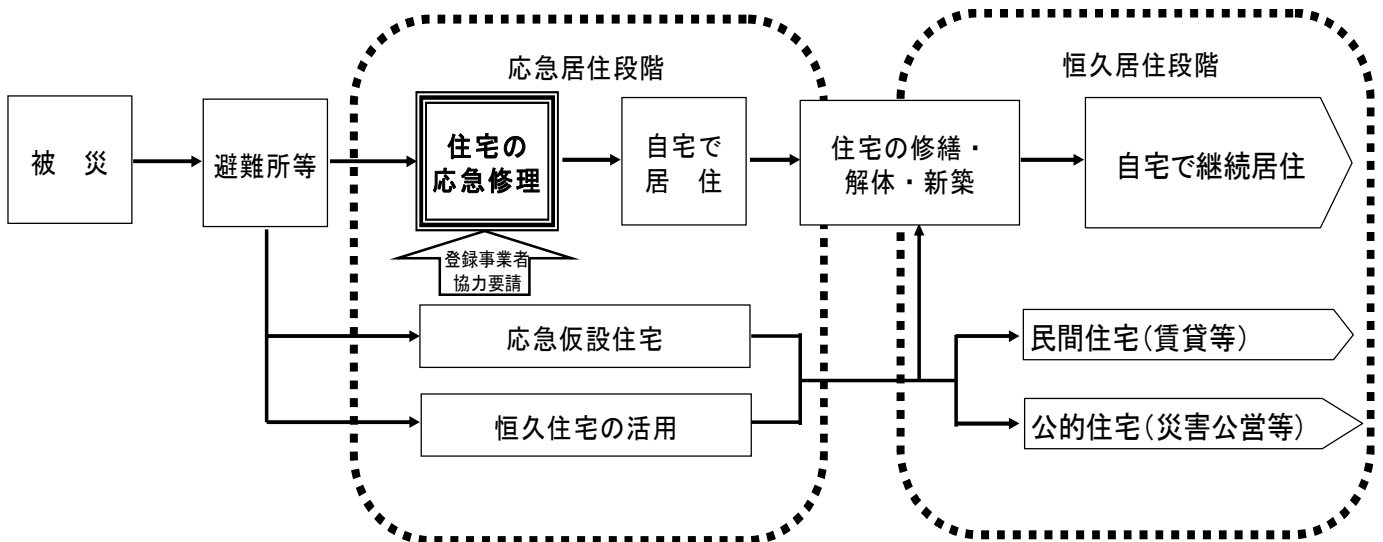 応急居住段階
恒久居住段階
被 災
避難所等
住宅の
応急修理
自宅で
居 住
住宅の修繕・
解体・新築
自宅で継続居住
登録事業者
協力要請
応急仮設住宅
民間住宅(賃貸等)
恒久住宅の活用
公的住宅(災害公営等)